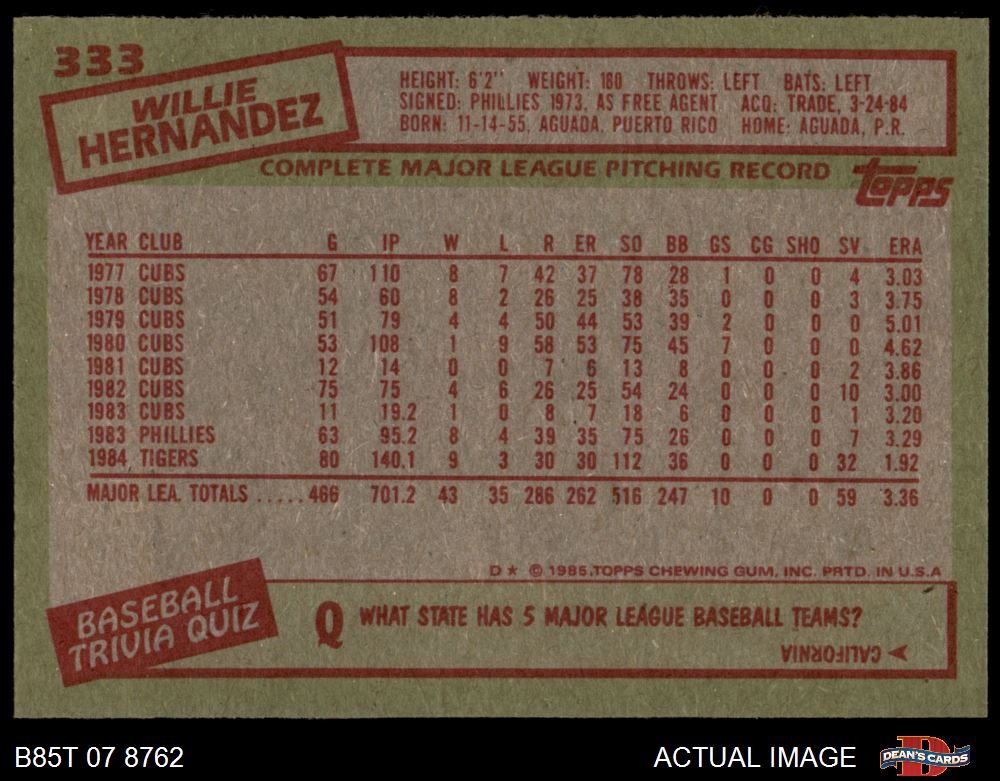 333
WILLIE
HERNANDEZ
HEIGHT: 6'2" WEIGHT: 180 THROWS: LEFT BATS: LEFT
SIGNED: PHILLIES 1973, AS FREE AGENT ACQ: TRADE, 3-24-84
BORN: 11-14-55, AGUADA, PUERTO RICO HOME: AGUADA, P.R.
COMPLETE MAJOR LEAGUE PITCHING RECORD
topps
YEAR CLUB G IP W L R ER SO BB GS CG SHO SV ERA
1977 CUBS 67 110 8 7 42 37 78 28 1 0 0 4 3.03
1978 CUBS 54 60 8 2 26 25 38 35 0 0 0 3 3.75
1979 CUBS 51 79 4 4 50 44 53 39 2 0 0 0 5.01
1980 CUBS 53 108 1 9 58 53 75 45 7 0 0 0 4.62
1981 CUBS 12 14 0 0 7 6 13 8 0 0 0 2 3.86
1982 CUBS 75 75 4 6 26 25 54 24 0 0 0 10 3.00
1983 CUBS 11 19.2 1 0 8 7 18 6 0 0 0 1 3.20
1983 PHILLIES 63 95.2 8 4 39 35 75 26 0 0 0 7 3.29
1984 TIGERS 80 140.1 9 3 30 30 112 36 0 0 0 32 1.92
MAJOR LEA. TOTALS .....466 701.2 43 35 286 262 516 247 10 0 0 59 3.36
D * © 1985 TOPPS CHEWING GUM, INC. PRTD. IN U.S.A
BASEBALL
TRIVIA QUIZ
Q WHAT STATE HAS 5 MAJOR LEAGUE BASEBALL TEAMS?
CALIFORNIA
B85T 07 8762
ACTUAL IMAGE
DEAN'S CARDS